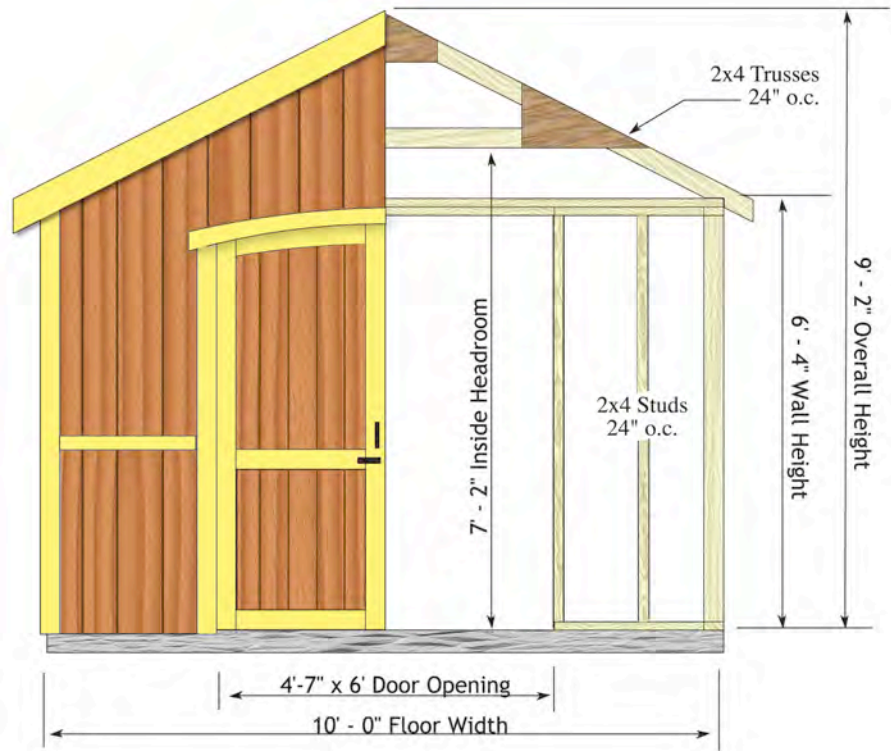 2x4 Trusses
24" o.c.
7' - 2" Inside Headroom
2x4 Studs
24" o.c.
6' - 4" Wall Height
9' - 2" Overall Height
4'-7" x 6' Door Opening
10' - 0" Floor Width